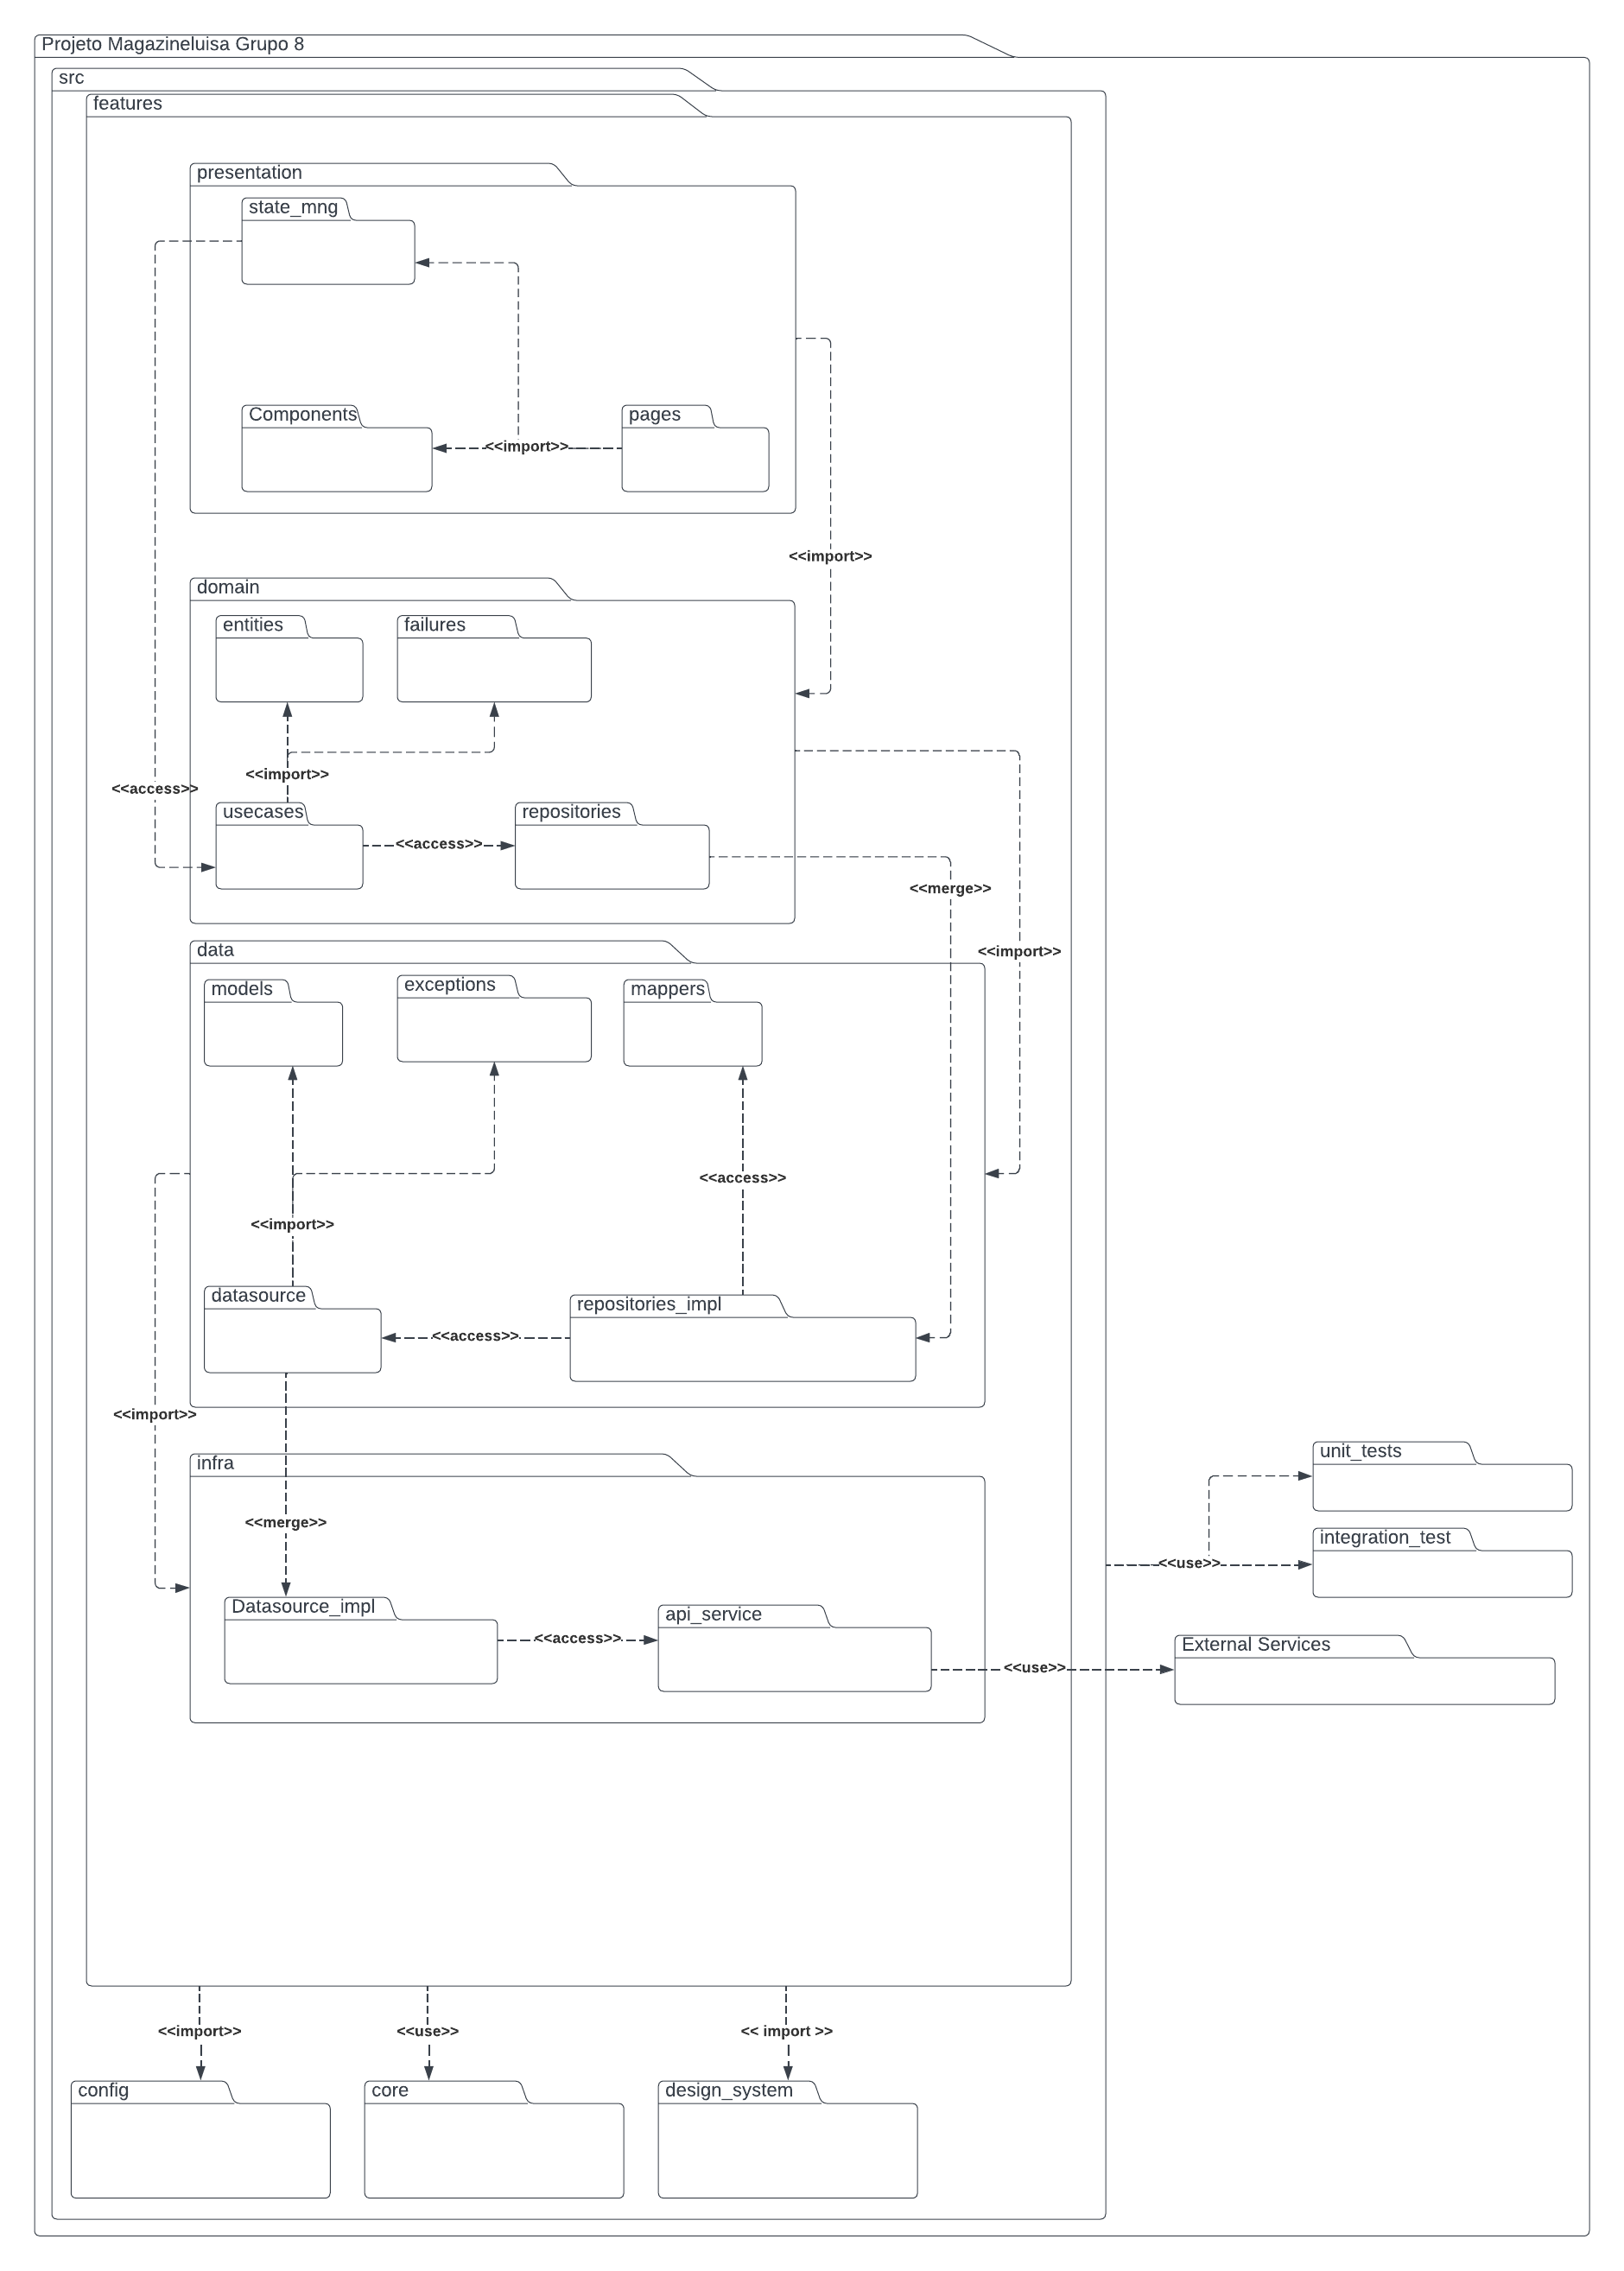 Projeto Magazineluisa Grupo 8
src
features
presentation
state_mng
Components
<<import>>
pages
<<import>>
domain
entities
failures
<<import>>
<<access>>
usecases
<<access>>
repositories
<<merge>>
<<import>>
data
models
exceptions
mappers
<<access>>
<<import>>
datasource
<<access>>
repositories_impl
<<import>>
infra
<<merge>>
Datasource_impl
<<access>>
api_service
<<use>>
unit_tests
integration_test
<<use>>
External Services
<<import>>
<<use>>
<< import >>
config
core
design_system